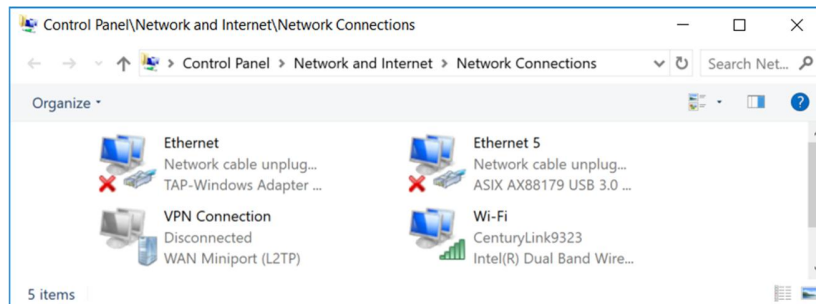 Control Panel\Network and Internet\Network Connections
Control Panel > Network and Internet > Network Connections
Search Net...
Organize
Ethernet
Network cable unplug...
TAP-Windows Adapter ...
Ethernet 5
Network cable unplug...
ASIX AX88179 USB 3.0 ...
VPN Connection
Disconnected
WAN Miniport (L2TP)
Wi-Fi
CenturyLink9323
Intel(R) Dual Band Wire...
5 items